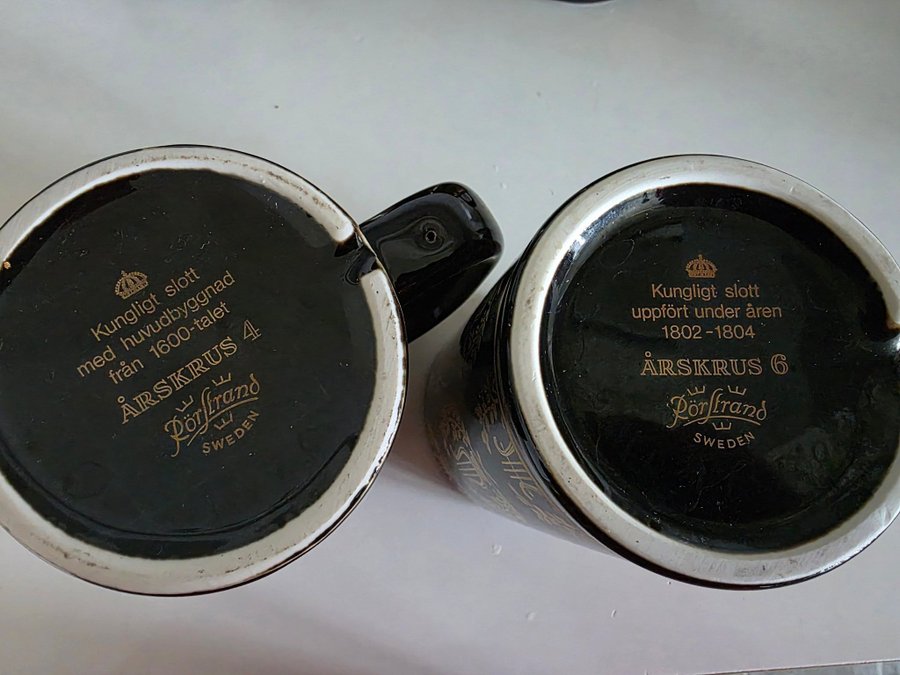 Kungligt slott
med huvudbyggnad
från 1600-talet
ÅRSKRUS 4
Rörstrand
SWEDEN
Kungligt slott
uppfört under åren
1802-1804
ÅRSKRUS 6
Rörstrand
SWEDEN